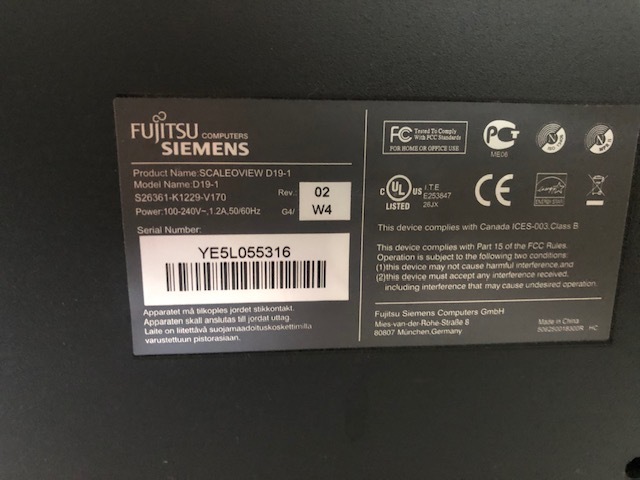 FUJITSU COMPUTERS
SIEMENS
Product Name:SCALEOVIEW D19-1
Model Name:D19-1
S26361-K1229-V170
Rev. 02
Power:100-240V~,1.2A,50/60Hz
G4/ W4
Serial Number:
YE5L055316
Apparatet må tilkoples jordet stikkontakt.
Apparaten skall anslutas till jordat uttag.
Laite on liitettävä suojamaadoituskoskettimilla
varustettuun pistorasiaan.
FC Tested To Comply
With FCC Standards
FOR HOME OR OFFICE USE
PCT
ME06
N
N
C UL US
LISTED
I.T.E
E253847
26JX
CE
ENERGY STAR
This device complies with Canada ICES-003.Class B
This device complies with Part 15 of the FCC Rules.
Operation is subject to the following two conditions:
(1)this device may not cause harmful interference,and
(2)this device must accept any interference received,
including interference that may cause undesired operation.
Fujitsu Siemens Computers GmbH
Mies-van-der-Rohe-Straße 8
80807 München,Germany
Made in China
HC